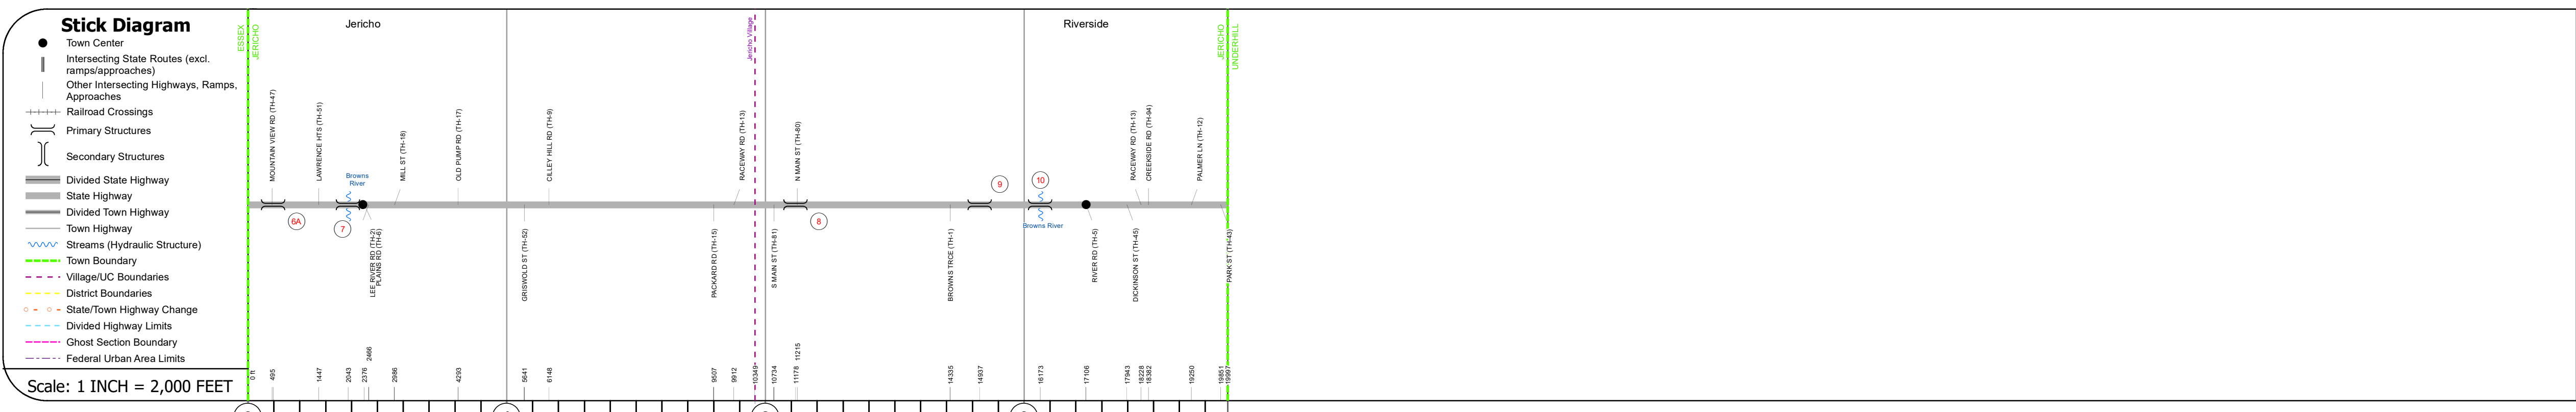 Stick Diagram
Town Center
Intersecting State Routes (excl.
ramps/approaches)
Other Intersecting Highways, Ramps,
Approaches
Railroad Crossings
Primary Structures
Secondary Structures
Divided State Highway
State Highway
Divided Town Highway
Town Highway
Streams (Hydraulic Structure)
Town Boundary
Village/UC Boundaries
District Boundaries
State/Town Highway Change
Divided Highway Limits
Ghost Section Boundary
Federal Urban Area Limits
Scale: 1 INCH = 2,000 FEET
ESSEX
JERICHO
Jericho
Jericho Village
Riverside
JERICHO
UNDERHILL
MOUNTAIN VIEW RD (TH-47)
LAWRENCE HTS (TH-51)
Browns
River
MILL ST (TH-18)
OLD PUMP RD (TH-17)
CILLEY HILL RD (TH-9)
RACEWAY RD (TH-13)
N MAIN ST (TH-80)
RACEWAY RD (TH-13)
CREEKSIDE RD (TH-94)
PALMER LN (TH-12)
6A
7
8
9
10
Browns River
LEE RIVER RD (TH-2)
PLAINS RD (TH-6)
GRISWOLD ST (TH-52)
PACKARD RD (TH-15)
S MAIN ST (TH-81)
BROWNS TRCE (TH-1)
RIVER RD (TH-5)
DICKINSON ST (TH-45)
PARK ST (TH-43)
0 ft
495
1447
2043
2376
2466
2986
4293
5641
6148
9507
9912
10349
10734
11178
11215
14335
14937
16173
17106
17943
18228
18382
19250
19851
19997